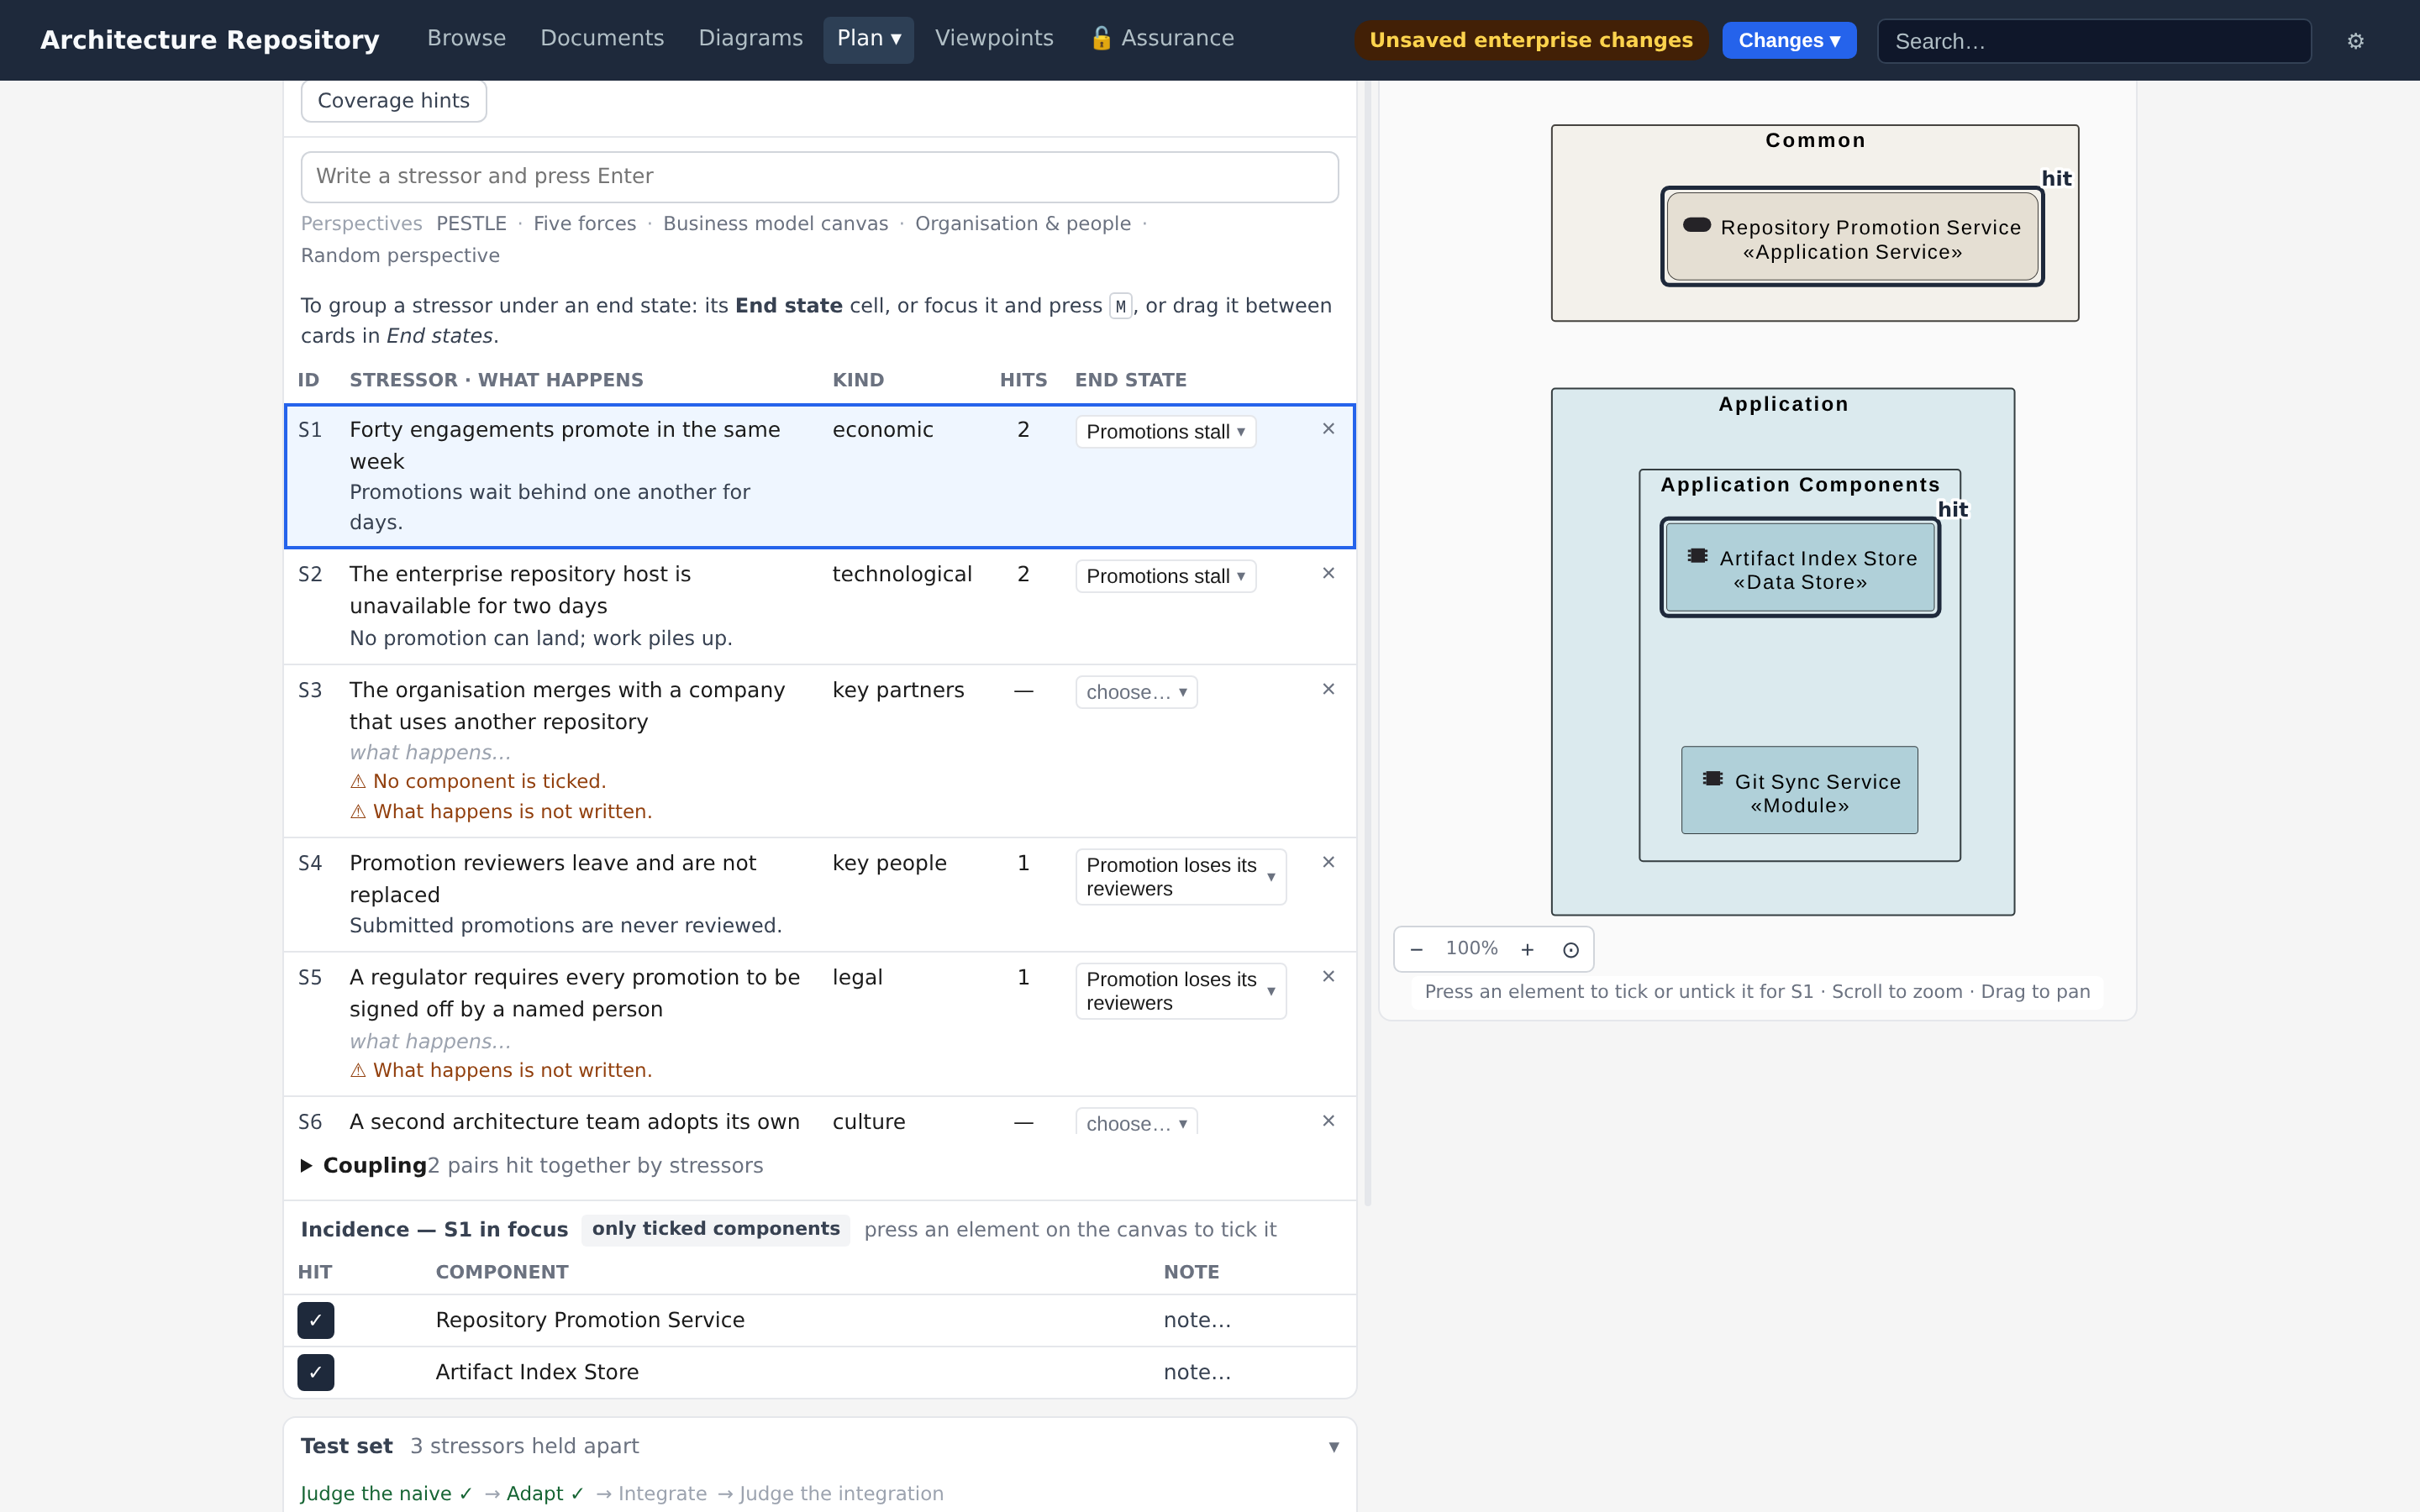 Architecture Repository
Browse
Documents
Diagrams
Plan ▾
Viewpoints
🔓 Assurance
Unsaved enterprise changes
Changes ▾
Search…
Coverage hints
Write a stressor and press Enter
Perspectives PESTLE · Five forces · Business model canvas · Organisation & people ·
Random perspective
To group a stressor under an end state: its End state cell, or focus it and press M, or drag it between
cards in End states.
ID STRESSOR · WHAT HAPPENS KIND HITS END STATE
S1 Forty engagements promote in the same economic 2 Promotions stall ▾ ×
week
Promotions wait behind one another for
days.
S2 The enterprise repository host is technological 2 Promotions stall ▾ ×
unavailable for two days
No promotion can land; work piles up.
S3 The organisation merges with a company key partners — choose… ▾ ×
that uses another repository
what happens…
⚠ No component is ticked.
⚠ What happens is not written.
S4 Promotion reviewers leave and are not key people 1 Promotion loses its ▾ ×
replaced reviewers
Submitted promotions are never reviewed.
S5 A regulator requires every promotion to be legal 1 Promotion loses its ▾ ×
signed off by a named person reviewers
what happens…
⚠ What happens is not written.
S6 A second architecture team adopts its own culture — choose… ▾ ×
▶ Coupling2 pairs hit together by stressors
Incidence — S1 in focus only ticked components press an element on the canvas to tick it
HIT COMPONENT NOTE
✓ Repository Promotion Service note…
✓ Artifact Index Store note…
Test set 3 stressors held apart ▾
Judge the naive ✓ → Adapt ✓ → Integrate → Judge the integration
Common
hit
Repository Promotion Service
«Application Service»
Application
Application Components
hit
Artifact Index Store
«Data Store»
Git Sync Service
«Module»
− 100% + ⊙
Press an element to tick or untick it for S1 · Scroll to zoom · Drag to pan